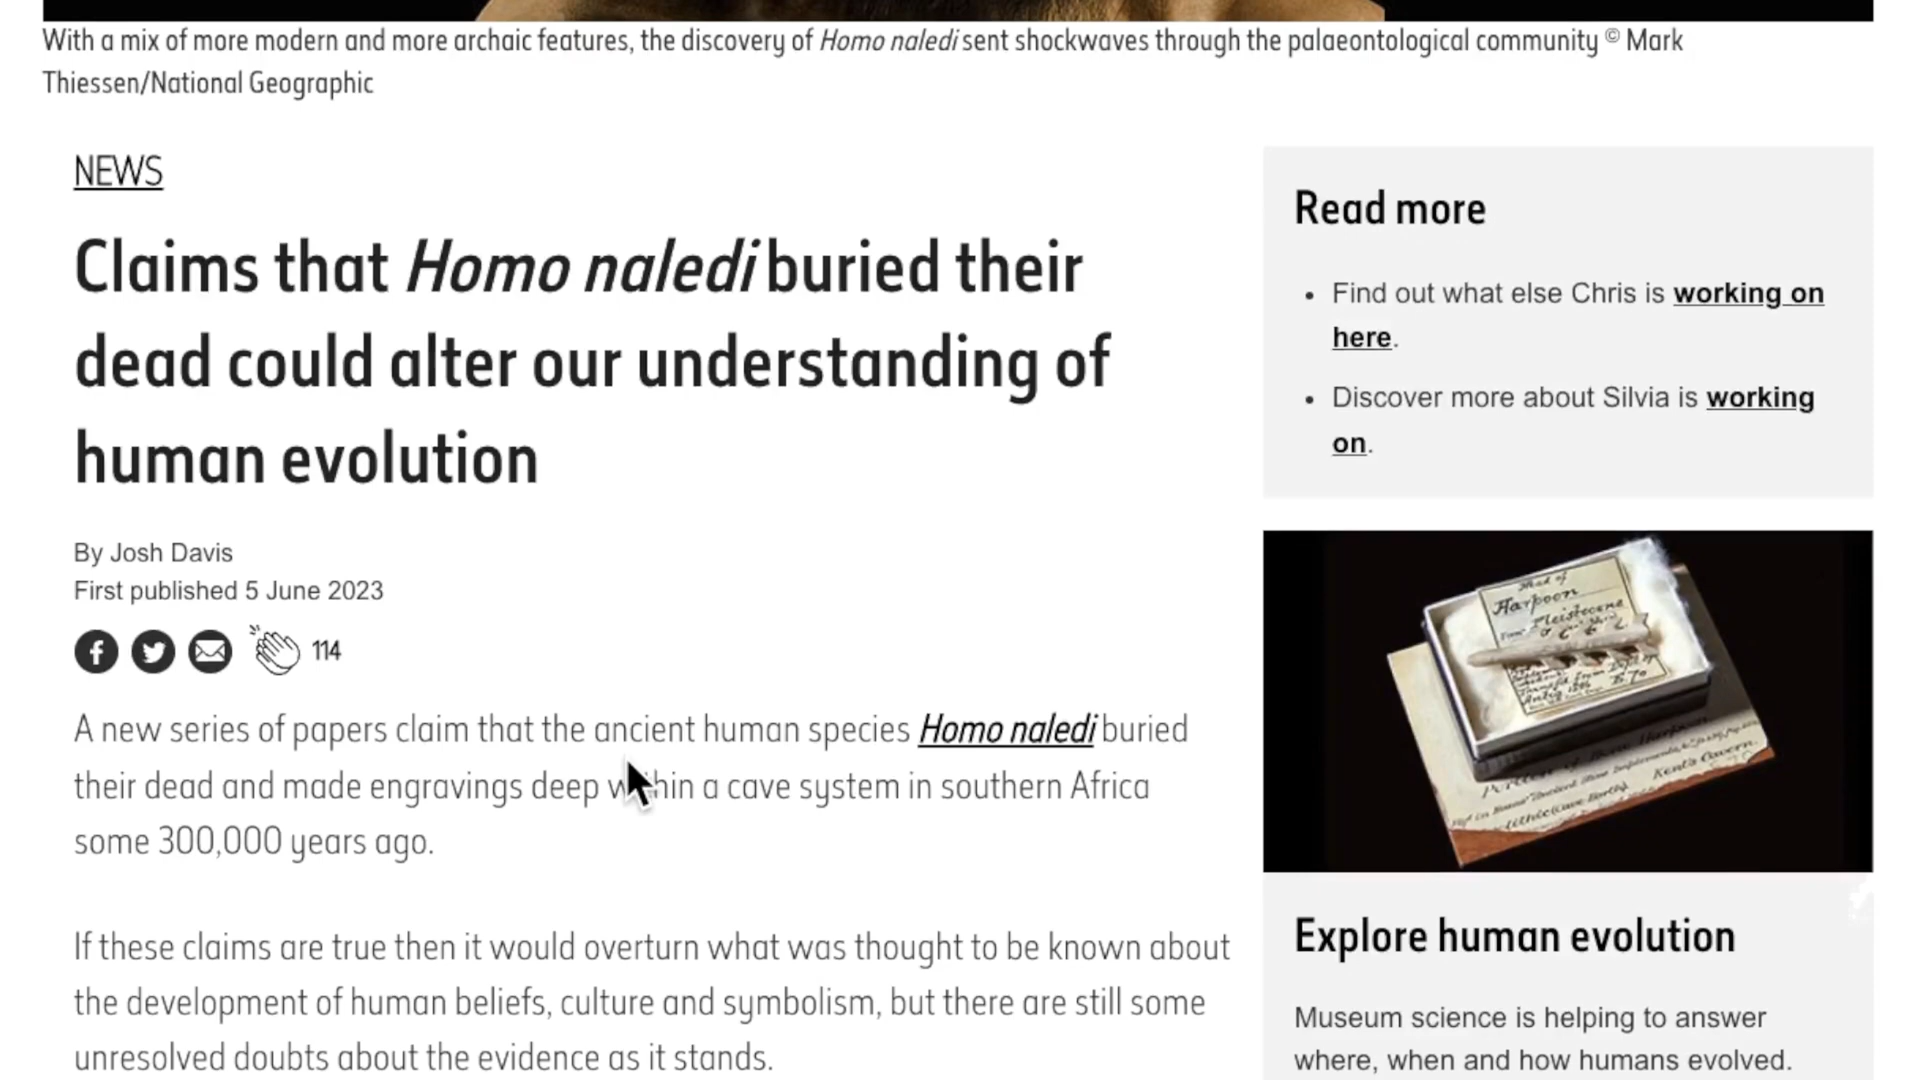 With a mix of more modern and more archaic features, the discovery of Homo naledi sent shockwaves through the palaeontological community © Mark
Thiessen/National Geographic
NEWS
Claims that Homo naledi buried their
dead could alter our understanding of
human evolution
By Josh Davis
First published 5 June 2023
114
A new series of papers claim that the ancient human species Homo naledi buried
their dead and made engravings deep within a cave system in southern Africa
some 300,000 years ago.
If these claims are true then it would overturn what was thought to be known about
the development of human beliefs, culture and symbolism, but there are still some
unresolved doubts about the evidence as it stands.
Read more
Find out what else Chris is working on
here.
Discover more about Silvia is working
on.
Head of
Harpoon
Pleistocene
Kent's Cavern.
Explore human evolution
Museum science is helping to answer
where, when and how humans evolved.